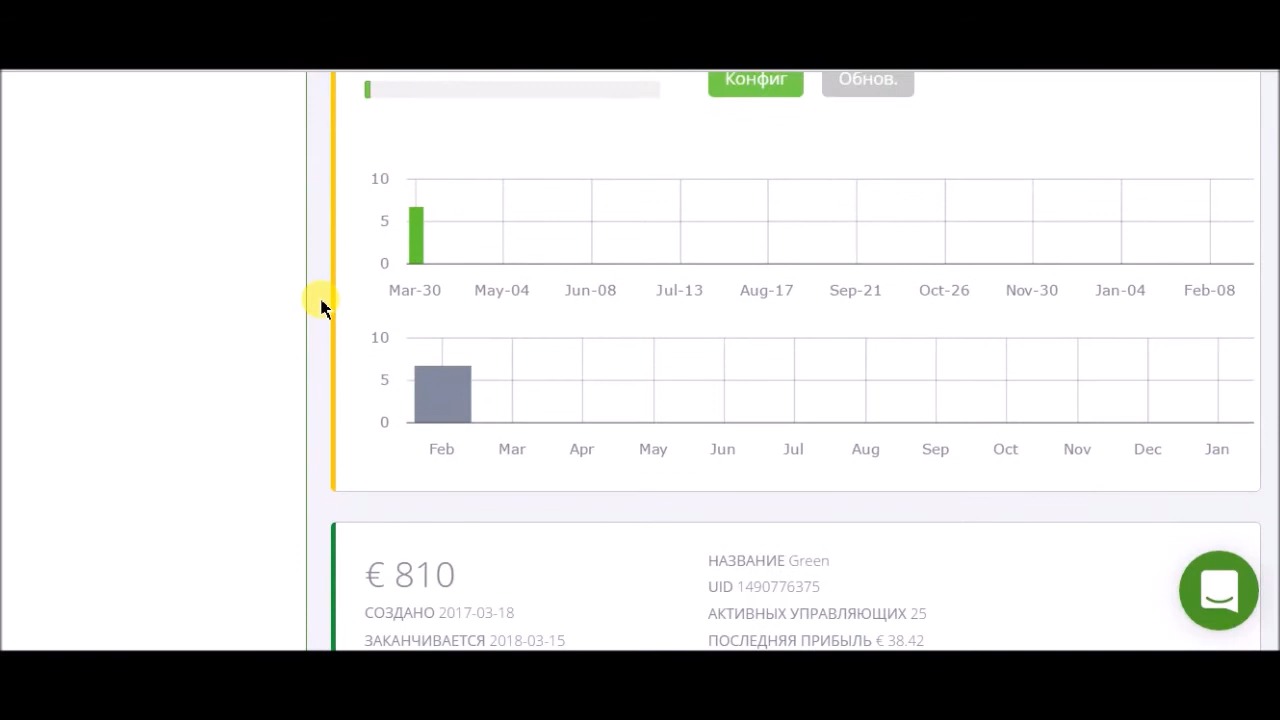 Конфиг Обнов.
10
5
0
Mar-30 May-04 Jun-08 Jul-13 Aug-17 Sep-21 Oct-26 Nov-30 Jan-04 Feb-08
10
5
0
Feb Mar Apr May Jun Jul Aug Sep Oct Nov Dec Jan
€ 810
СОЗДАНО 2017-03-18
ЗАКАНЧИВАЕТСЯ 2018-03-15
НАЗВАНИЕ Green
UID 1490776375
АКТИВНЫХ УПРАВЛЯЮЩИХ 25
ПОСЛЕДНЯЯ ПРИБЫЛЬ € 38.42